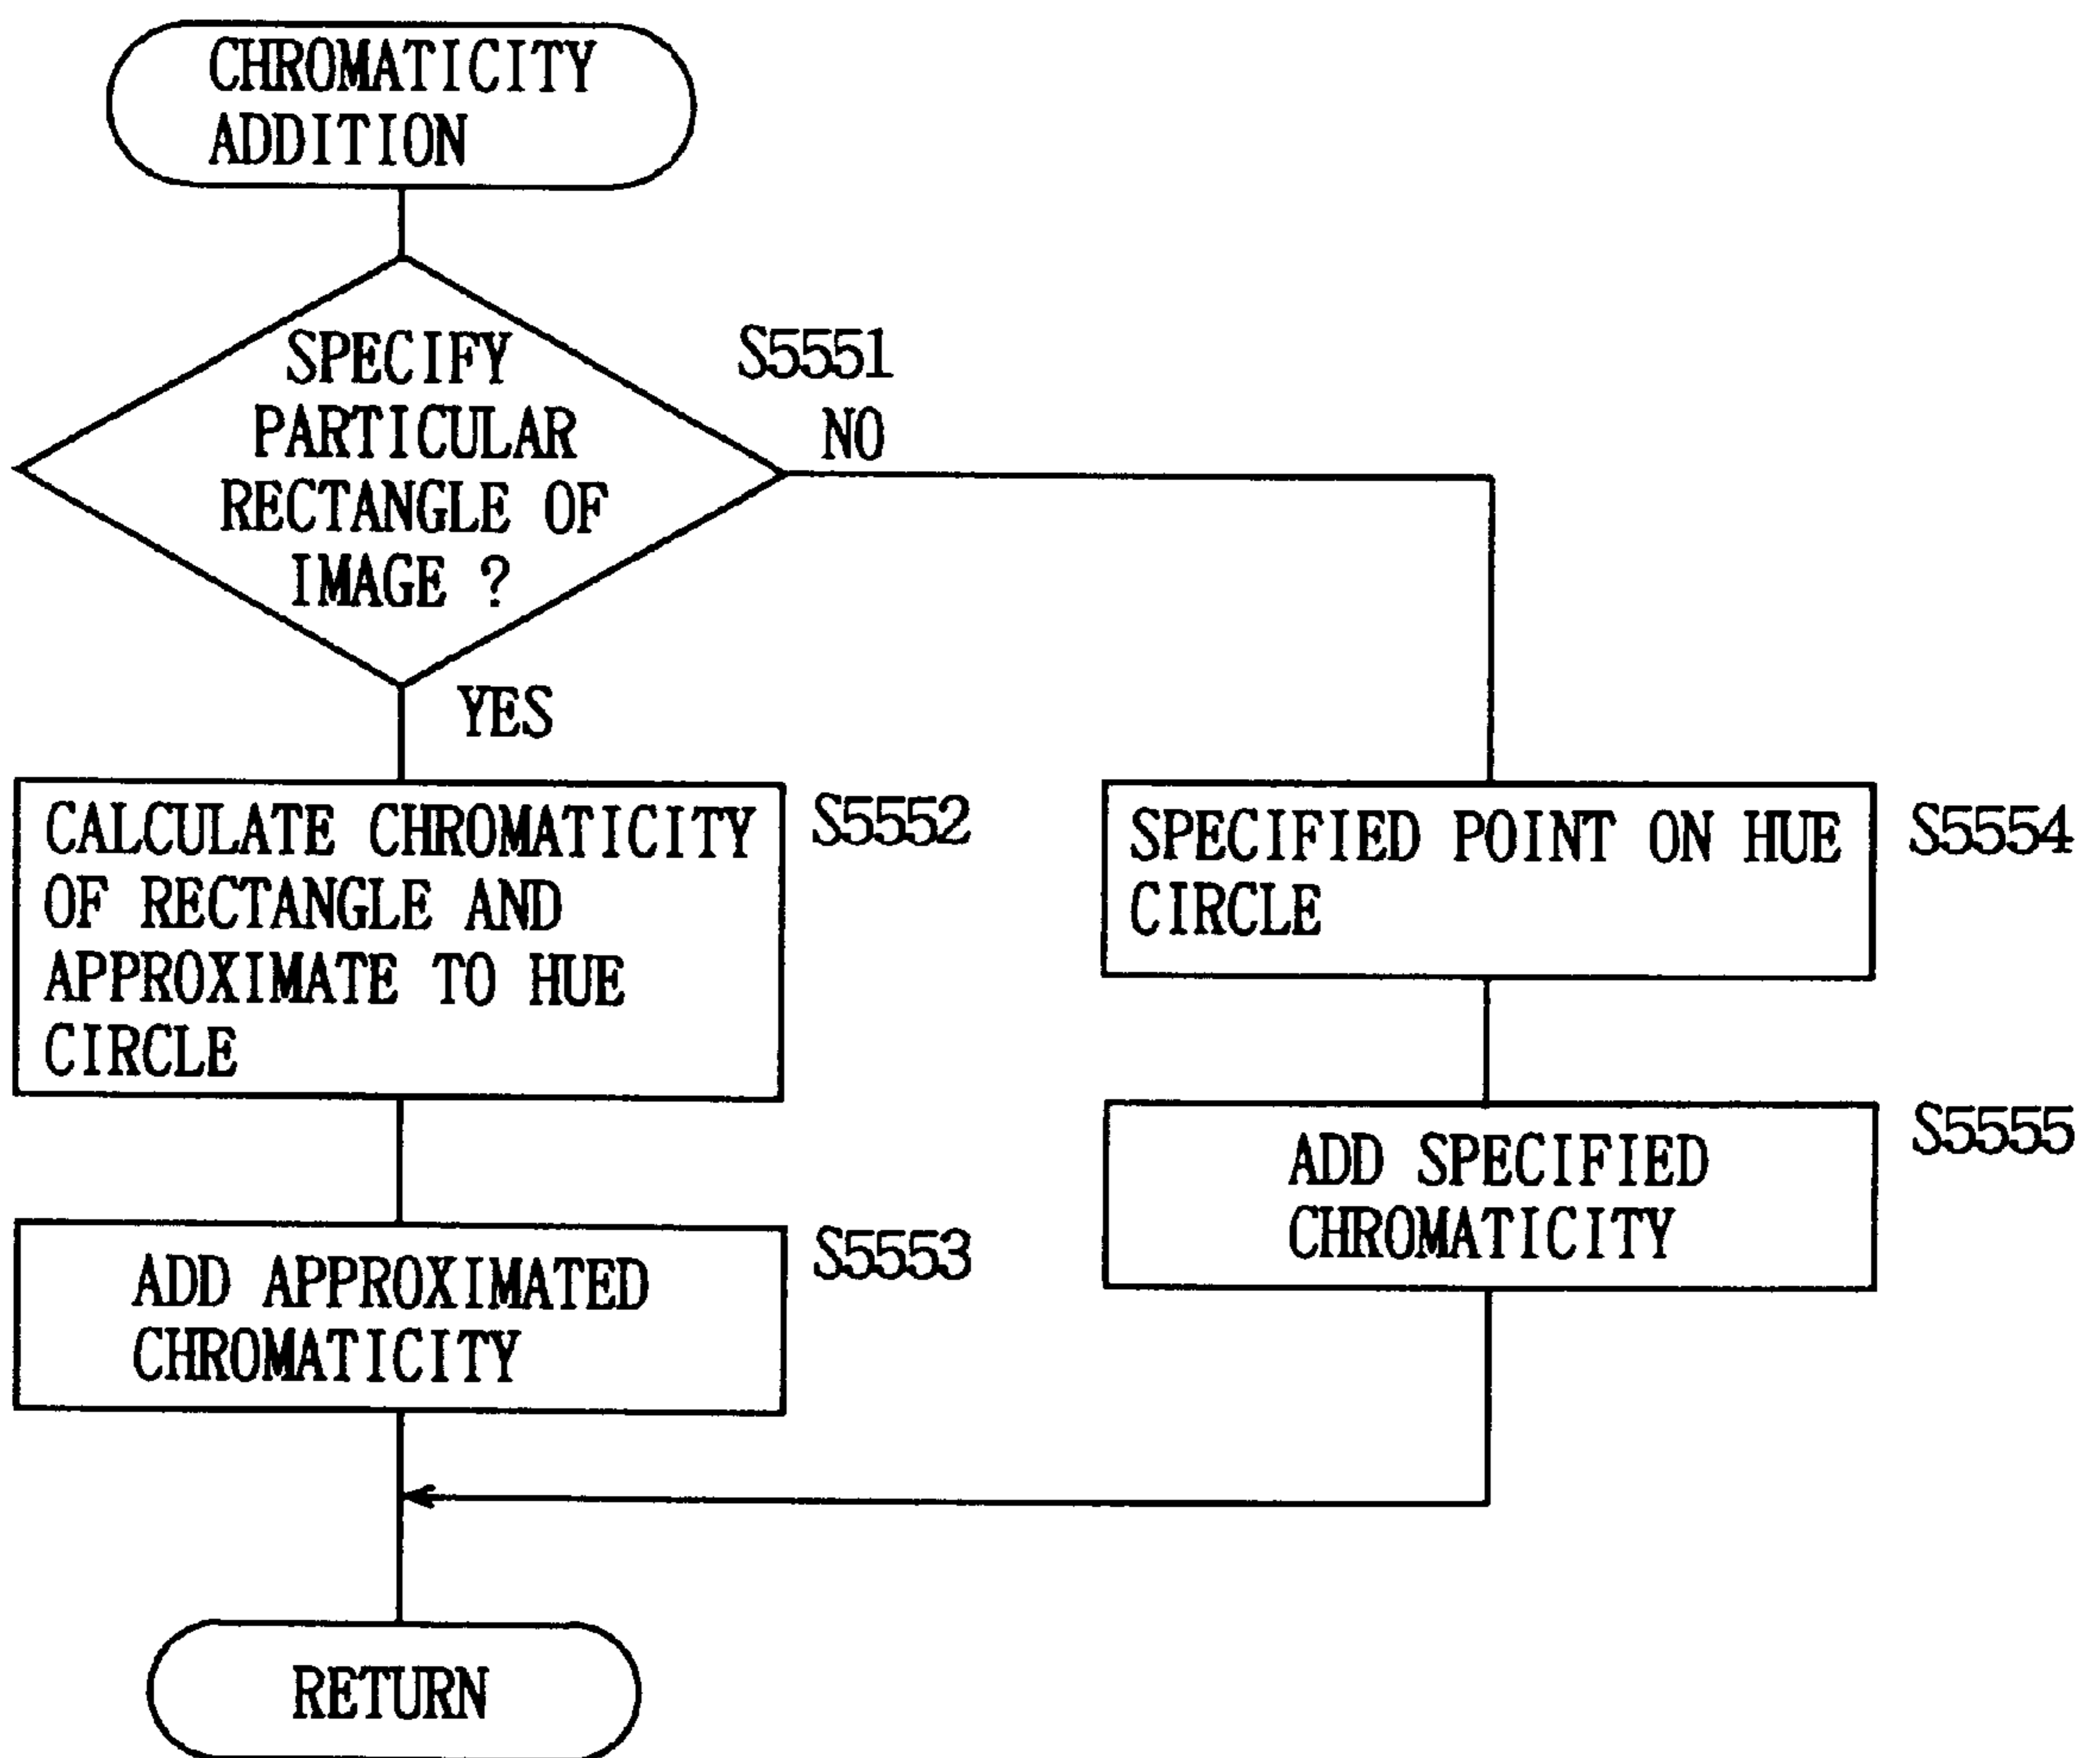 CHROMATICITY
ADDITION
SPECIFY
PARTICULAR
RECTANGLE OF
IMAGE ?
S5551
NO
YES
CALCULATE CHROMATICITY
OF RECTANGLE AND
APPROXIMATE TO HUE
CIRCLE
S5552
ADD APPROXIMATED
CHROMATICITY
S5553
SPECIFIED POINT ON HUE
CIRCLE
S5554
ADD SPECIFIED
CHROMATICITY
S5555
RETURN